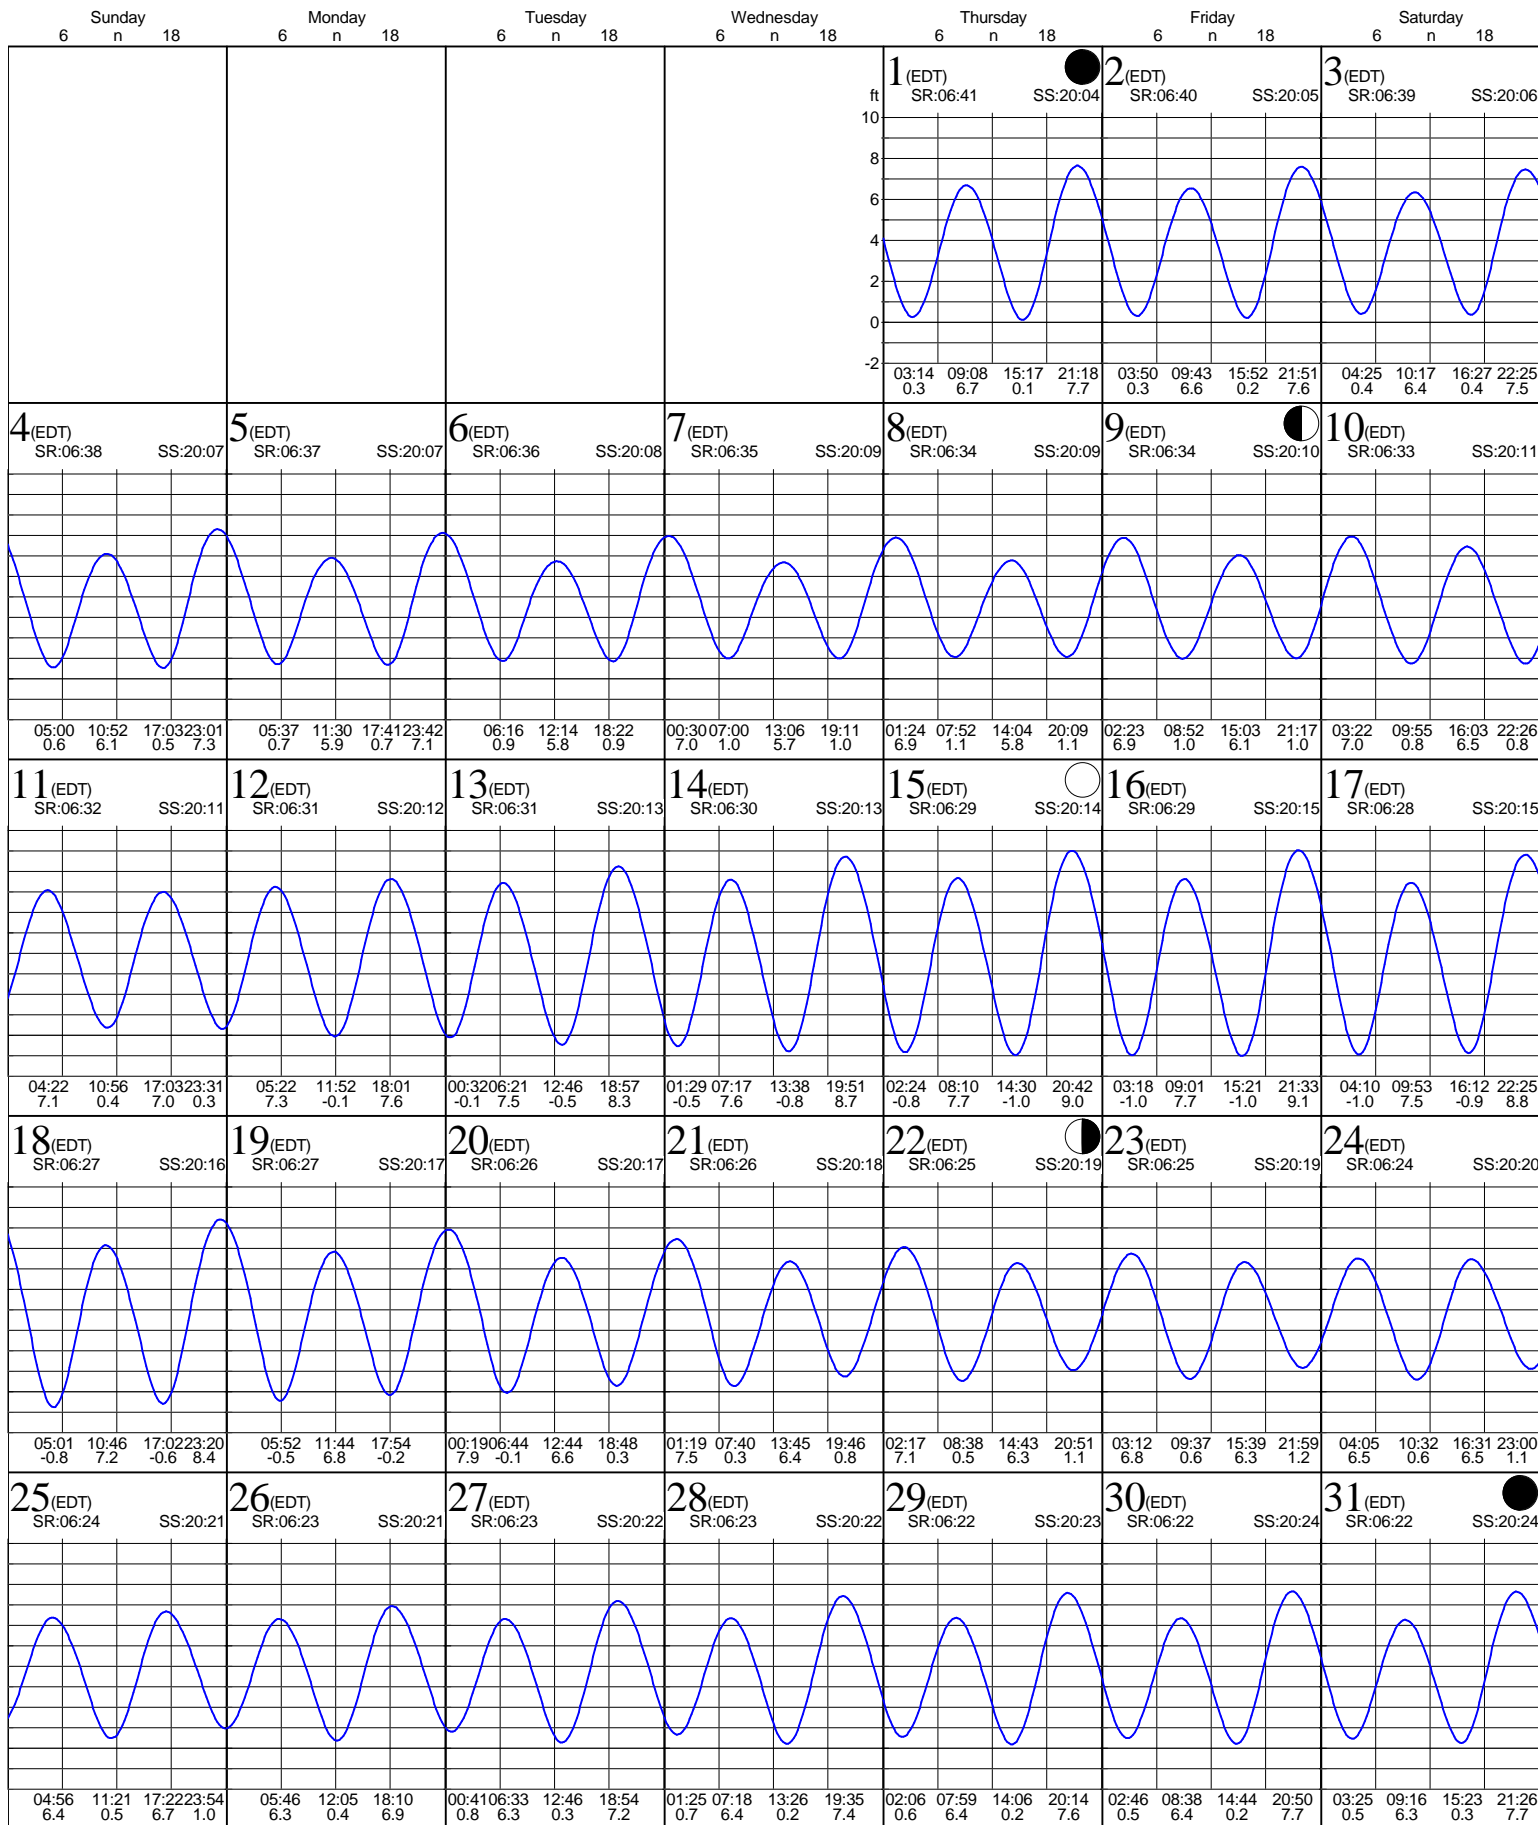 Sunday Monday Tuesday Wednesday Thursday Friday Saturday
6 n 18 6 n 18 6 n 18 6 n 18 6 n 18 6 n 18 6 n 18
1(EDT) 2(EDT) 3(EDT)
ft SR:06:41 SS:20:04 SR:06:40 SS:20:05 SR:06:39 SS:20:06
10
8
6
4
2
0
-2
03:14 09:08 15:17 21:18 03:50 09:43 15:52 21:51 04:25 10:17 16:27 22:25
0.3 6.7 0.1 7.7 0.3 6.6 0.2 7.6 0.4 6.4 0.4 7.5
4(EDT) 5(EDT) 6(EDT) 7(EDT) 8(EDT) 9(EDT) 10(EDT)
SR:06:38 SS:20:07 SR:06:37 SS:20:07 SR:06:36 SS:20:08 SR:06:35 SS:20:09 SR:06:34 SS:20:09 SR:06:34 SS:20:10 SR:06:33 SS:20:11
05:00 10:52 17:03 23:01 05:37 11:30 17:41 23:42 06:16 12:14 18:22 00:30 07:00 13:06 19:11 01:24 07:52 14:04 20:09 02:23 08:52 15:03 21:17 03:22 09:55 16:03 22:26
0.6 6.1 0.5 7.3 0.7 5.9 0.7 7.1 0.9 5.8 0.9 7.0 1.0 5.7 1.0 6.9 1.1 5.8 1.1 6.9 1.0 6.1 1.0 7.0 0.8 6.5 0.8
11(EDT) 12(EDT) 13(EDT) 14(EDT) 15(EDT) 16(EDT) 17(EDT)
SR:06:32 SS:20:11 SR:06:31 SS:20:12 SR:06:31 SS:20:13 SR:06:30 SS:20:13 SR:06:29 SS:20:14 SR:06:29 SS:20:15 SR:06:28 SS:20:15
04:22 10:56 17:03 23:31 05:22 11:52 18:01 00:32 06:21 12:46 18:57 01:29 07:17 13:38 19:51 02:24 08:10 14:30 20:42 03:18 09:01 15:21 21:33 04:10 09:53 16:12 22:25
7.1 0.4 7.0 0.3 7.3 -0.1 7.6 -0.1 7.5 -0.5 8.3 -0.5 7.6 -0.8 8.7 -0.8 7.7 -1.0 9.0 -1.0 7.7 -1.0 9.1 -1.0 7.5 -0.9 8.8
18(EDT) 19(EDT) 20(EDT) 21(EDT) 22(EDT) 23(EDT) 24(EDT)
SR:06:27 SS:20:16 SR:06:27 SS:20:17 SR:06:26 SS:20:17 SR:06:26 SS:20:18 SR:06:25 SS:20:19 SR:06:25 SS:20:19 SR:06:24 SS:20:20
05:01 10:46 17:02 23:20 05:52 11:44 17:54 00:19 06:44 12:44 18:48 01:19 07:40 13:45 19:46 02:17 08:38 14:43 20:51 03:12 09:37 15:39 21:59 04:05 10:32 16:31 23:00
-0.8 7.2 -0.6 8.4 -0.5 6.8 -0.2 7.9 -0.1 6.6 0.3 7.5 0.3 6.4 0.8 7.1 0.5 6.3 1.1 6.8 0.6 6.3 1.2 6.5 0.6 6.5 1.1
25(EDT) 26(EDT) 27(EDT) 28(EDT) 29(EDT) 30(EDT) 31(EDT)
SR:06:24 SS:20:21 SR:06:23 SS:20:21 SR:06:23 SS:20:22 SR:06:23 SS:20:22 SR:06:22 SS:20:23 SR:06:22 SS:20:24 SR:06:22 SS:20:24
04:56 11:21 17:22 23:54 05:46 12:05 18:10 00:41 06:33 12:46 18:54 01:25 07:18 13:26 19:35 02:06 07:59 14:06 20:14 02:46 08:38 14:44 20:50 03:25 09:16 15:23 21:26
6.4 0.5 6.7 1.0 6.3 0.4 6.9 0.8 6.3 0.3 7.2 0.7 6.4 0.2 7.4 0.6 6.4 0.2 7.6 0.5 6.4 0.2 7.7 0.5 6.3 0.3 7.7